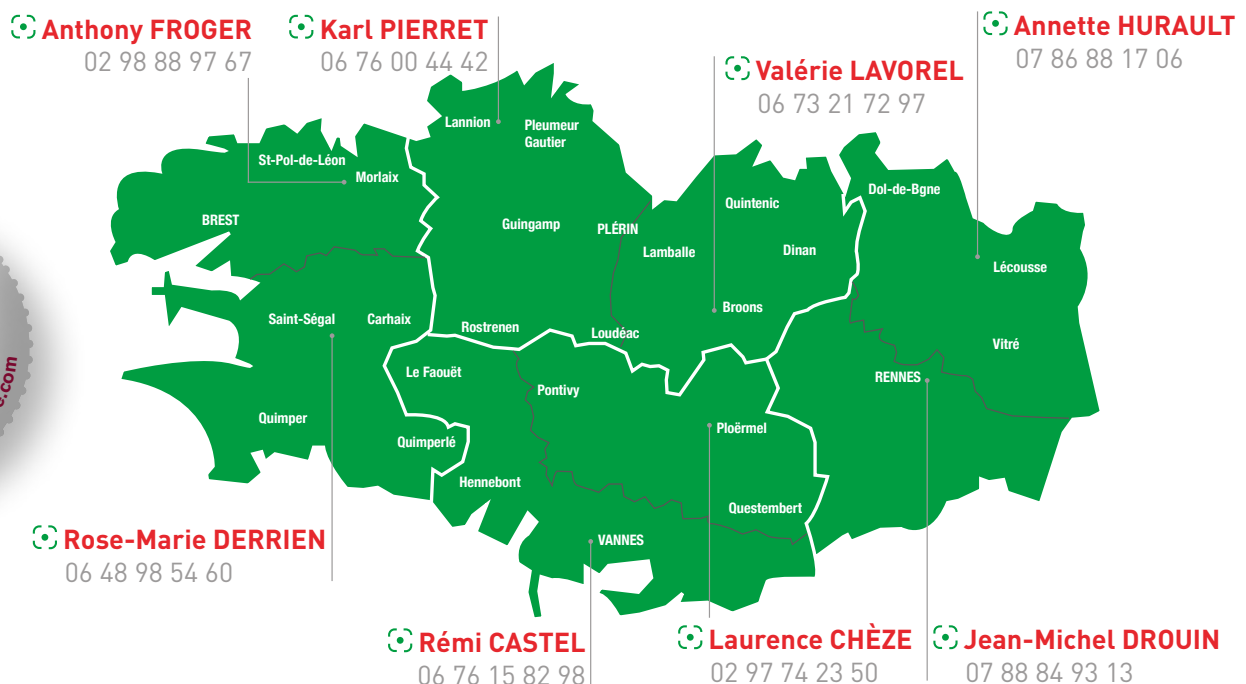 Anthony FROGER
02 98 88 97 67
Karl PIERRET
06 76 00 44 42
Valérie LAVOREL
06 73 21 72 97
Annette HURAULT
07 86 88 17 06
Lannion
Pleumeur
Gautier
St-Pol-de-Léon
Morlaix
BREST
Guingamp
PLÉRIN
Quintenic
Lamballe
Dinan
Dol-de-Bgne
Lécousse
Saint-Ségal
Carhaix
Rostrenen
Loudéac
Broons
Vitré
RENNES
Le Faouët
Pontivy
Quimper
Quimperlé
Ploërmel
Hennebont
Questembert
VANNES
e.com
Rose-Marie DERRIEN
06 48 98 54 60
Rémi CASTEL
06 76 15 82 98
Laurence CHÈZE
02 97 74 23 50
Jean-Michel DROUIN
07 88 84 93 13